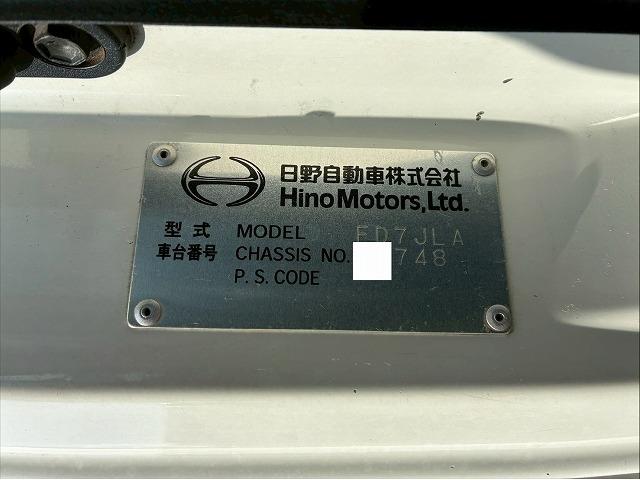 日野自動車株式会社
Hino Motors, Ltd.
型式 MODEL FD7JLA
車台番号 CHASSIS NO. 748
P.S.CODE